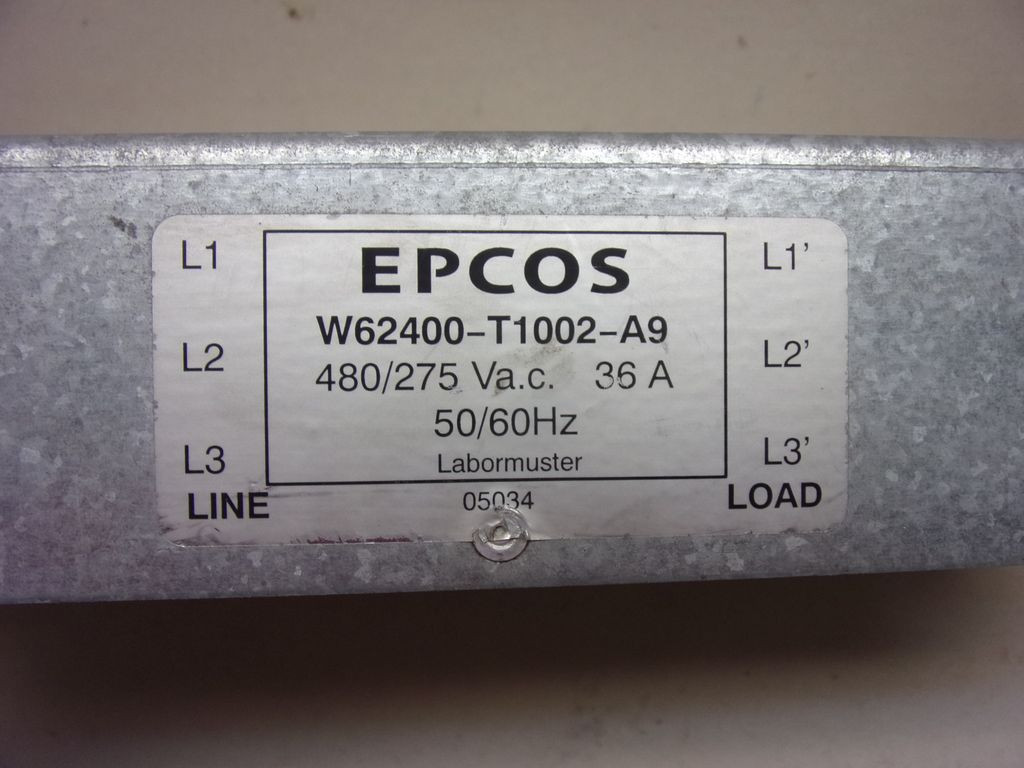 L1
L2
L3
LINE
EPCOS
W62400-T1002-A9
480/275 Va.c. 36 A
50/60Hz
Labormuster
05034
L1'
L2'
L3'
LOAD